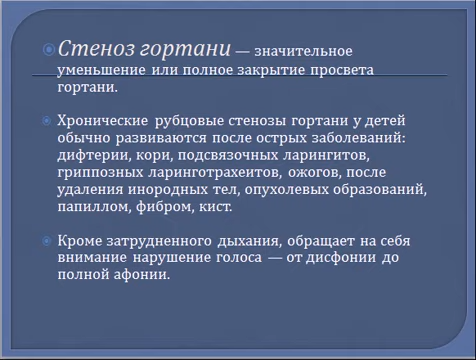 Стеноз гортани — значительное
уменьшение или полное закрытие просвета
гортани.
Хронические рубцовые стенозы гортани у детей
обычно развиваются после острых заболеваний:
дифтерии, кори, подсвязочных ларингитов,
гриппозных ларинготрахеитов, ожогов, после
удаления инородных тел, опухолевых образований,
папиллом, фибром, кист.
Кроме затрудненного дыхания, обращает на себя
внимание нарушение голоса — от дисфонии до
полной афонии.